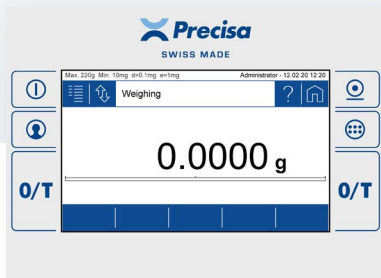 Precisa
SWISS MADE
Max. 220g Min. 10mg d=0.1mg e=1mg Administrator - 12.02.20 12:20
Weighing
?
0.0000 g
0/T
0/T